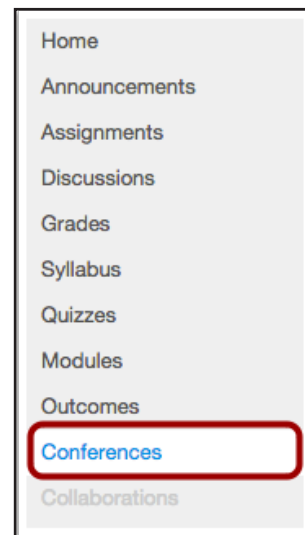 Home
Announcements
Assignments
Discussions
Grades
Syllabus
Quizzes
Modules
Outcomes
Conferences
Collaborations